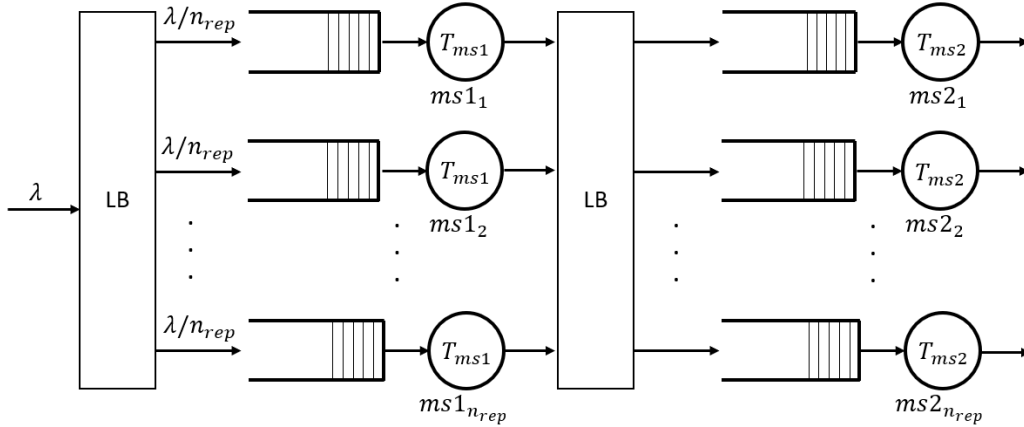 λ/n_rep
T_ms1
T_ms2
ms1_1
ms2_1
λ/n_rep
T_ms1
T_ms2
λ
LB
LB
ms1_2
ms2_2
λ/n_rep
T_ms1
T_ms2
ms1_n_rep
ms2_n_rep